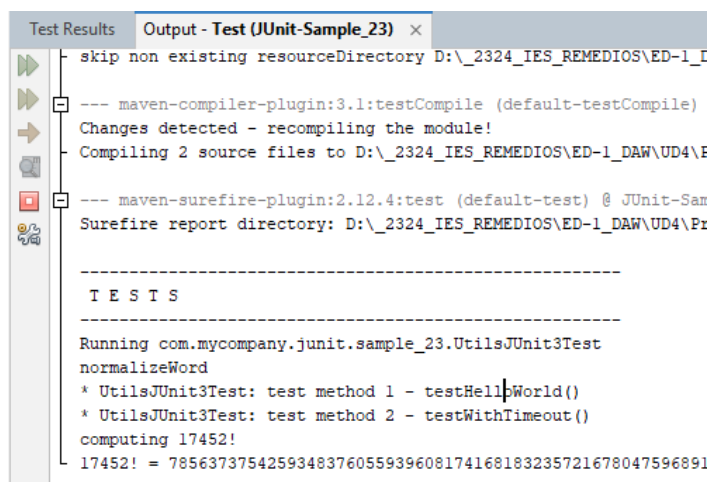 Test Results Output - Test (JUnit-Sample_23) ×
skip non existing resourceDirectory D:\_2324_IES_REMEDIOS\ED-1_D
--- maven-compiler-plugin:3.1:testCompile (default-testCompile)
Changes detected - recompiling the module!
Compiling 2 source files to D:\_2324_IES_REMEDIOS\ED-1_DAW\UD4\P
--- maven-surefire-plugin:2.12.4:test (default-test) @ JUnit-Sam
Surefire report directory: D:\_2324_IES_REMEDIOS\ED-1_DAW\UD4\Pr
-------------------------------------------------------
T E S T S
-------------------------------------------------------
Running com.mycompany.junit.sample_23.UtilsJUnit3Test
normalizeWord
* UtilsJUnit3Test: test method 1 - testHelloWorld()
* UtilsJUnit3Test: test method 2 - testWithTimeout()
computing 17452!
17452! = 7856373754259348376055939608174168183235721678047596891